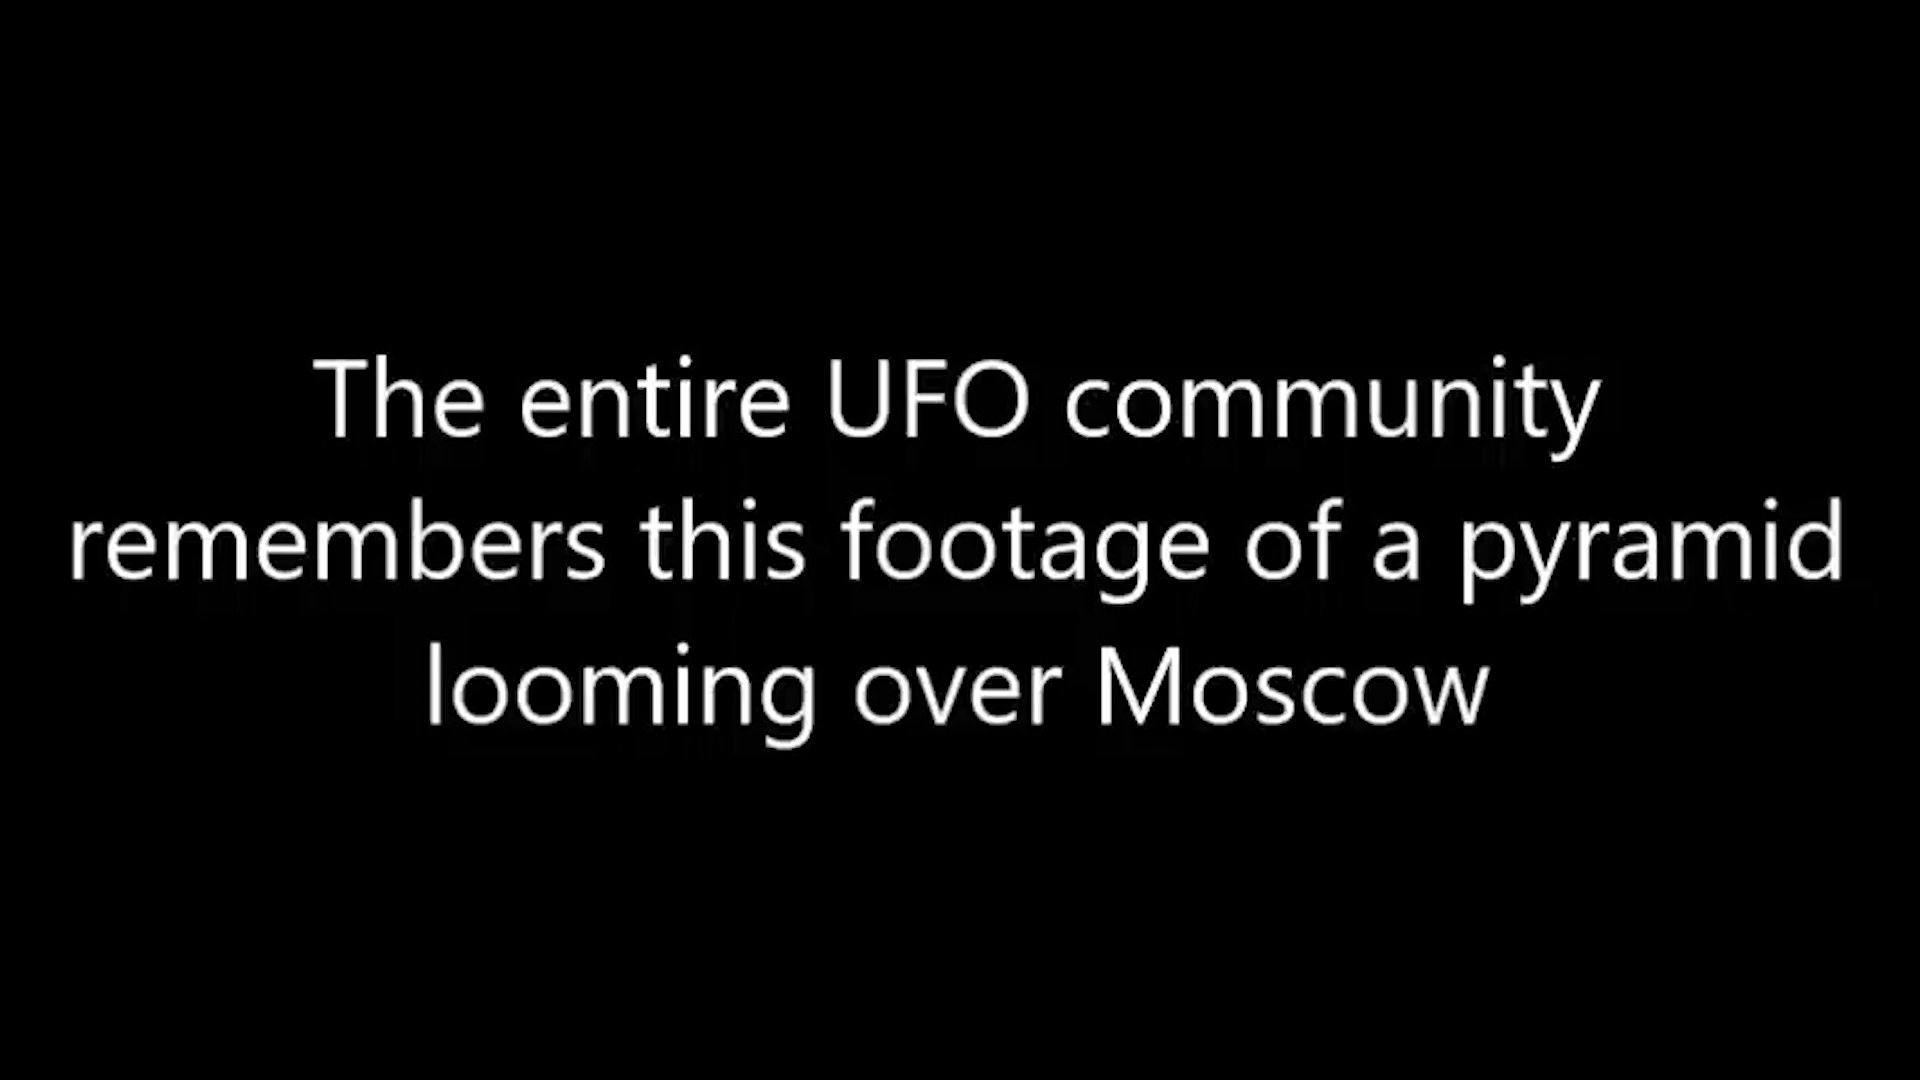 The entire UFO community
remembers this footage of a pyramid
looming over Moscow